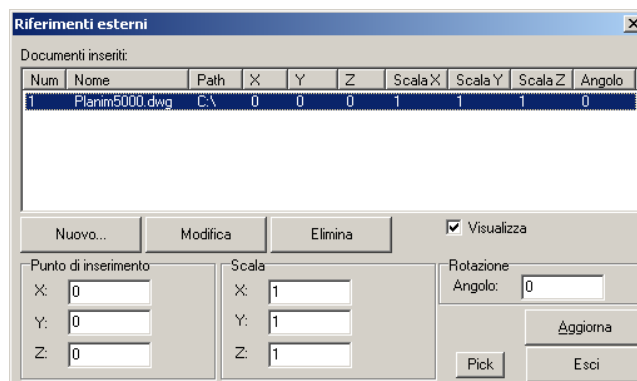 Riferimenti esterni
Documenti inseriti:
Num Nome Path X Y Z Scala X Scala Y Scala Z Angolo
1 Planim5000.dwg C:\ 0 0 0 1 1 1 0
Nuovo... Modifica Elimina Visualizza
Punto di inserimento Scala Rotazione
X: 0 X: 1 Angolo: 0
Y: 0 Y: 1 Aggiorna
Z: 0 Z: 1 Pick Esci